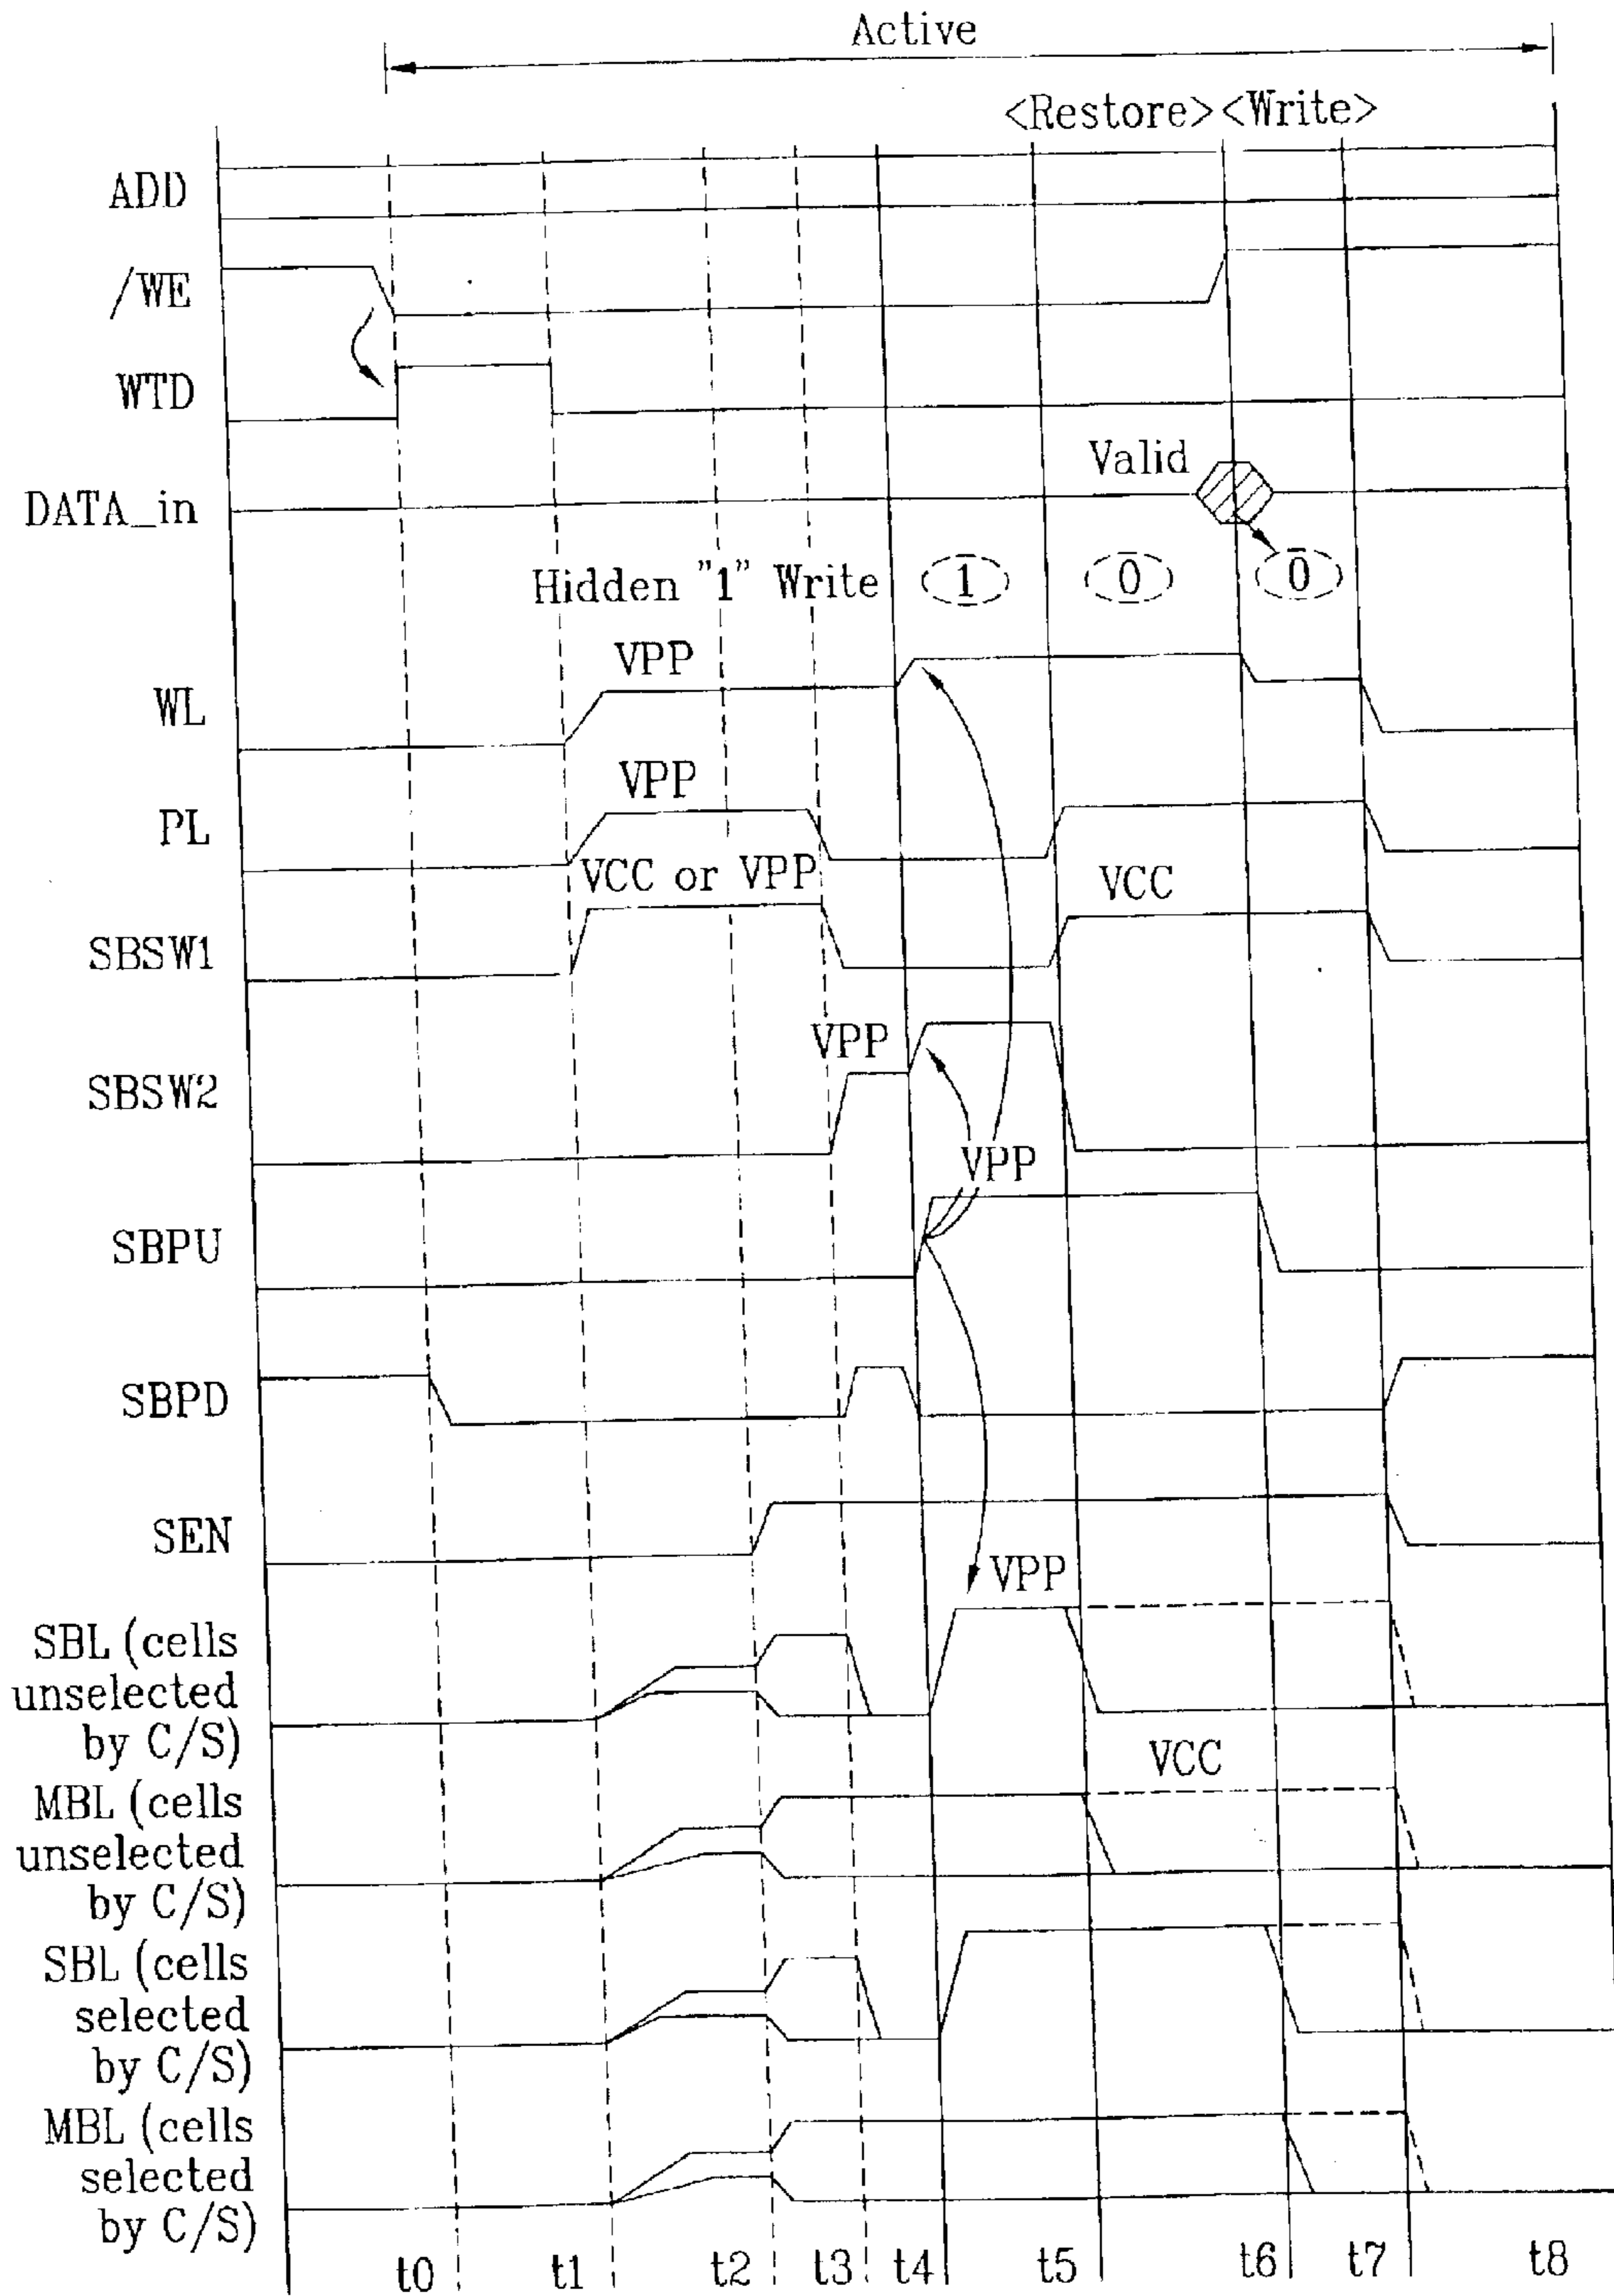 Active
<Restore> <Write>
ADD
/WE
WTD
Valid
DATA_in
Hidden "1" Write 1 0 0
VPP
WL
VPP
PL
VCC or VPP VCC
SBSW1
VPP
SBSW2
VPP
SBPU
SBPD
SEN
VPP
SBL (cells
unselected
by C/S)
VCC
MBL (cells
unselected
by C/S)
SBL (cells
selected
by C/S)
MBL (cells
selected
by C/S)
t0 t1 t2 t3 t4 t5 t6 t7 t8